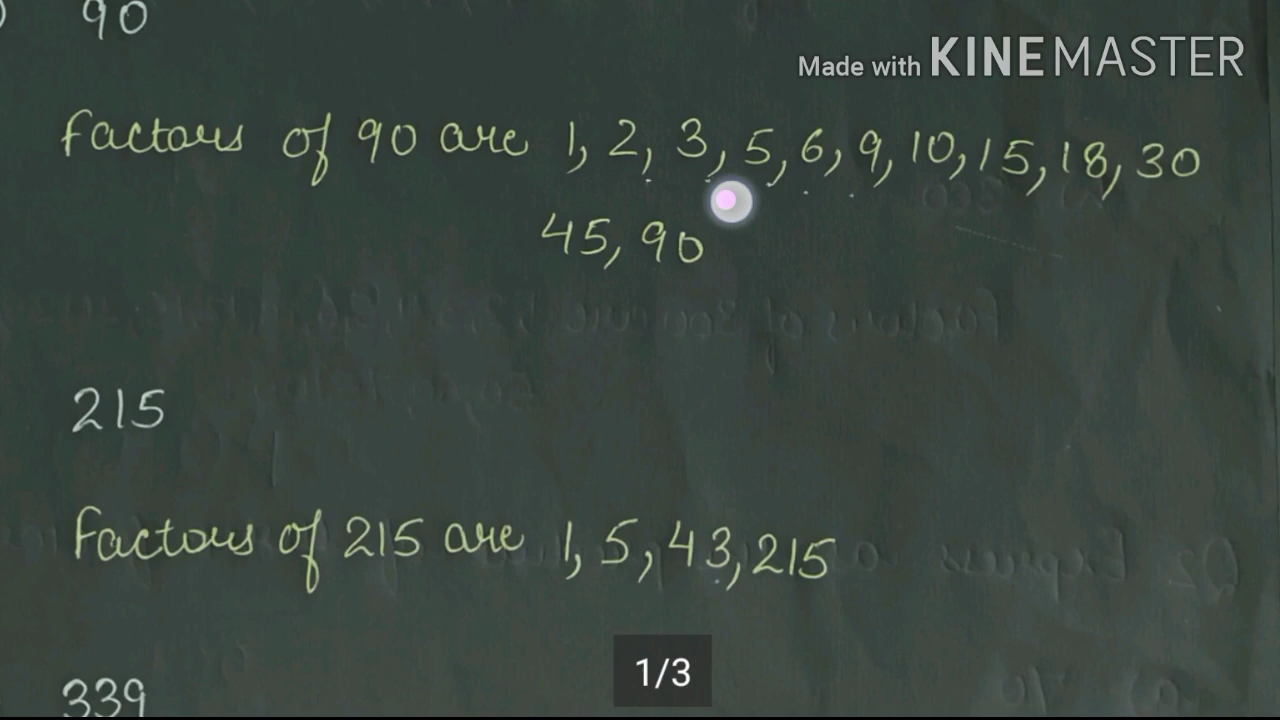 90
Made with KINEMASTER
Factors of 90 are 1, 2, 3, 5, 6, 9, 10, 15, 18, 30
45, 90
215
Factors of 215 are 1, 5, 43, 215
1/3
339